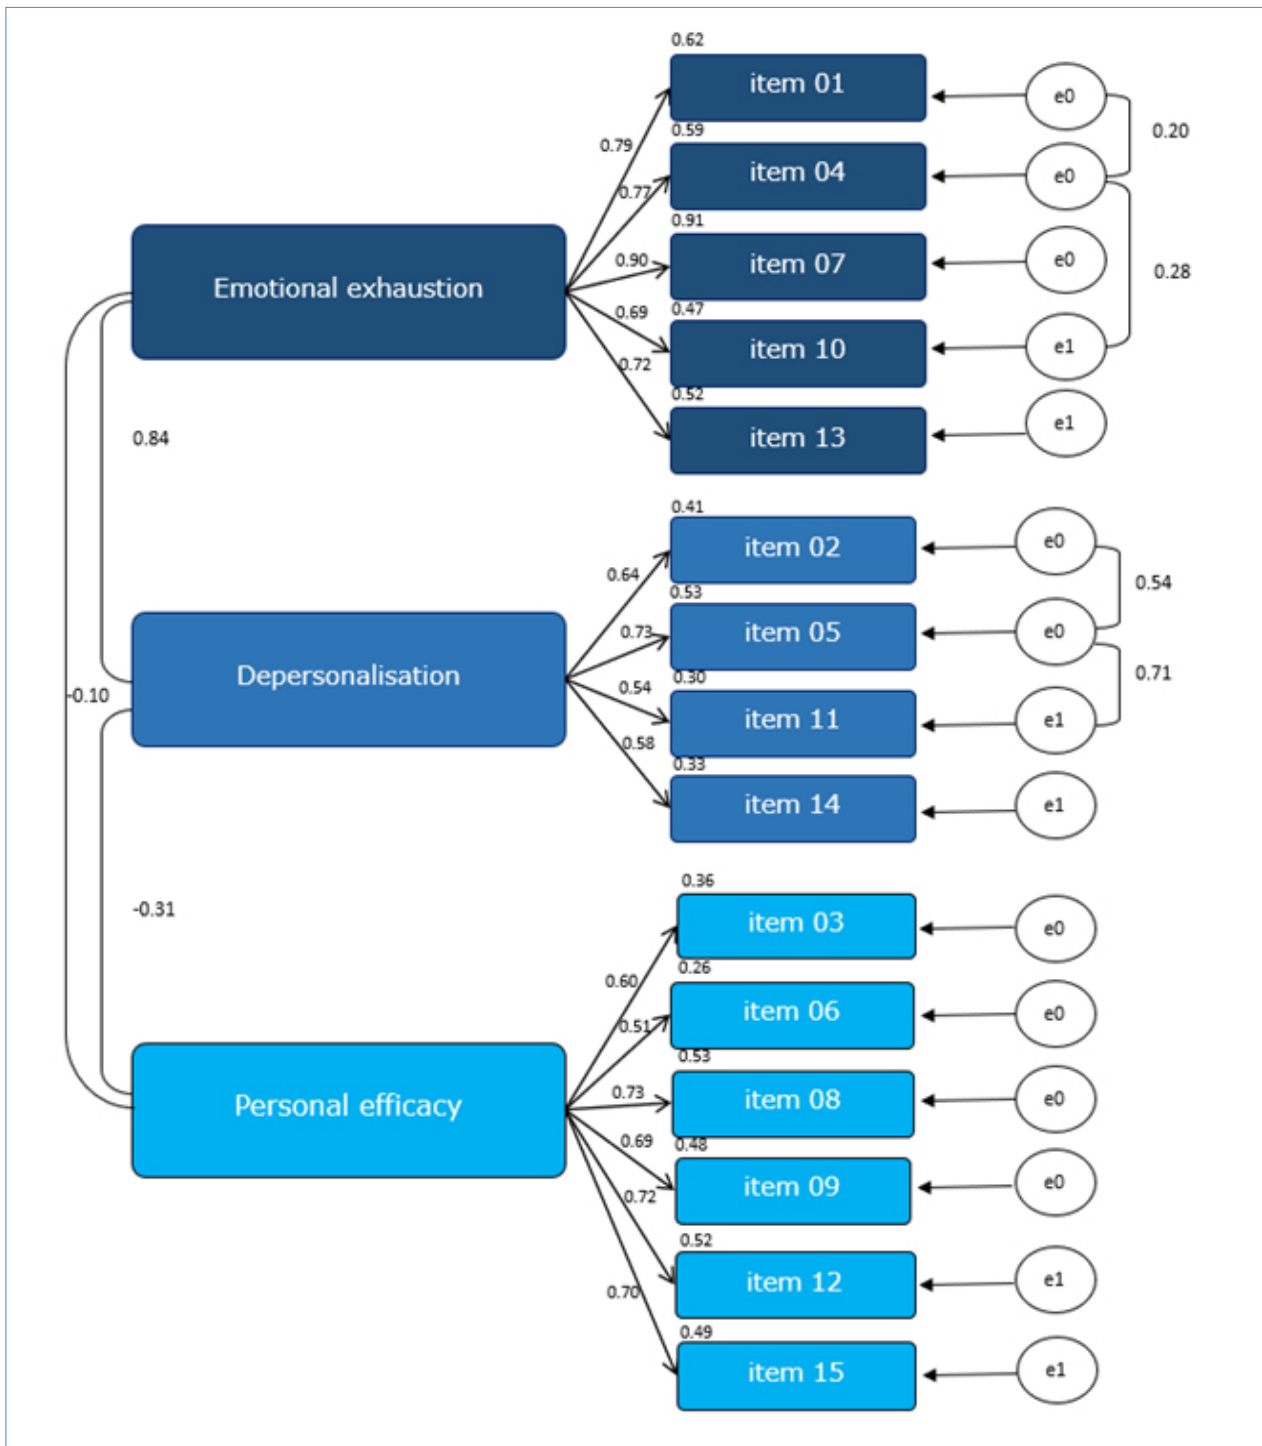 0.62
item 01
e0
0.20
0.79
0.59
item 04
e0
0.77
0.91
Emotional exhaustion
0.90
item 07
e0
0.28
0.69
0.47
item 10
e1
0.72
0.52
item 13
e1
0.84
0.41
item 02
e0
0.64
0.54
0.53
item 05
e0
0.73
Depersonalisation
0.54
0.30
0.71
-0.10
item 11
e1
0.58
0.33
item 14
e1
0.36
-0.31
item 03
e0
0.60
0.26
item 06
e0
0.51
0.53
Personal efficacy
0.73
item 08
e0
0.69
0.48
item 09
e0
0.72
0.52
item 12
e1
0.70
0.49
item 15
e1